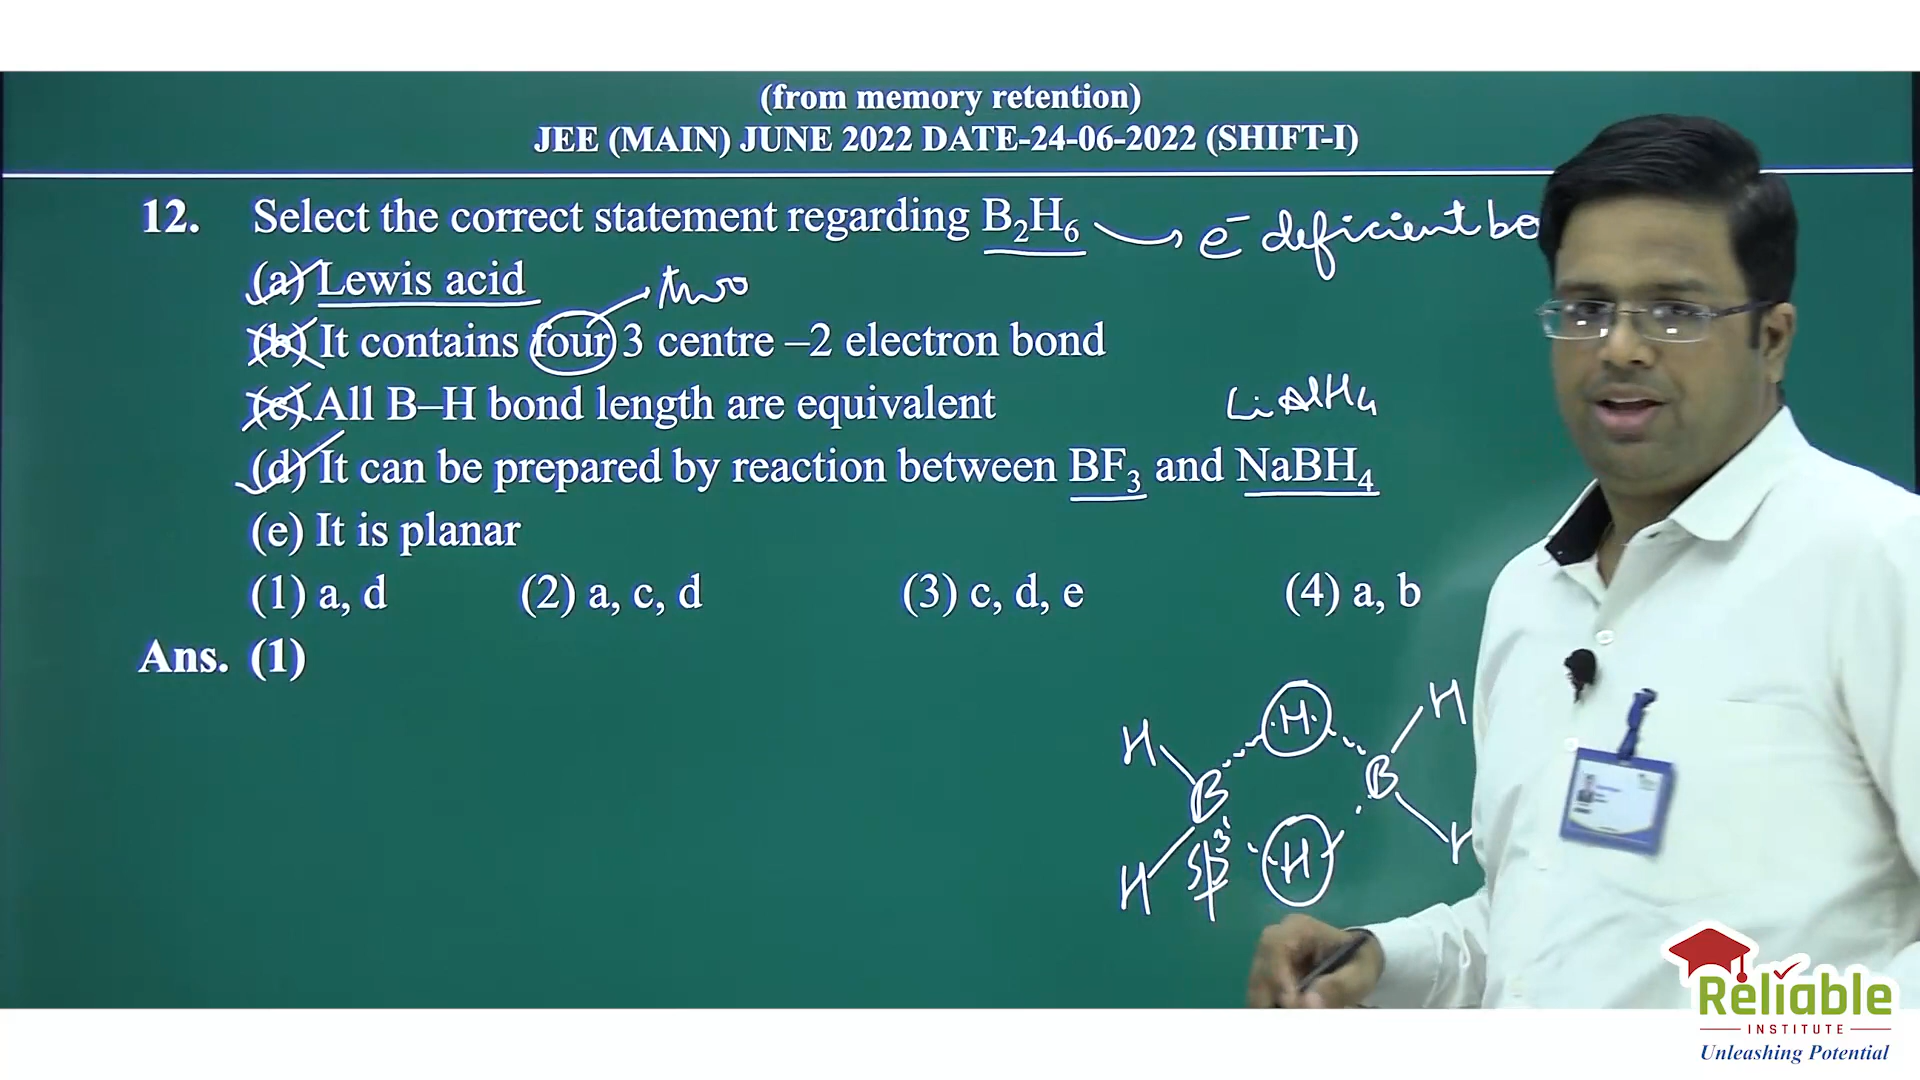 (from memory retention)
JEE (MAIN) JUNE 2022 DATE-24-06-2022 (SHIFT-I)
12. Select the correct statement regarding B₂H₆ → e⁻ deficient bo
(a) Lewis acid
two
(b) It contains four 3 centre –2 electron bond
(c) All B–H bond length are equivalent
LiAlH₄
(d) It can be prepared by reaction between BF₃ and NaBH₄
(e) It is planar
(1) a, d (2) a, c, d (3) c, d, e (4) a, b
Ans. (1)
H H H
B B
H sp³ H H
Reliable
INSTITUTE
Unleashing Potential